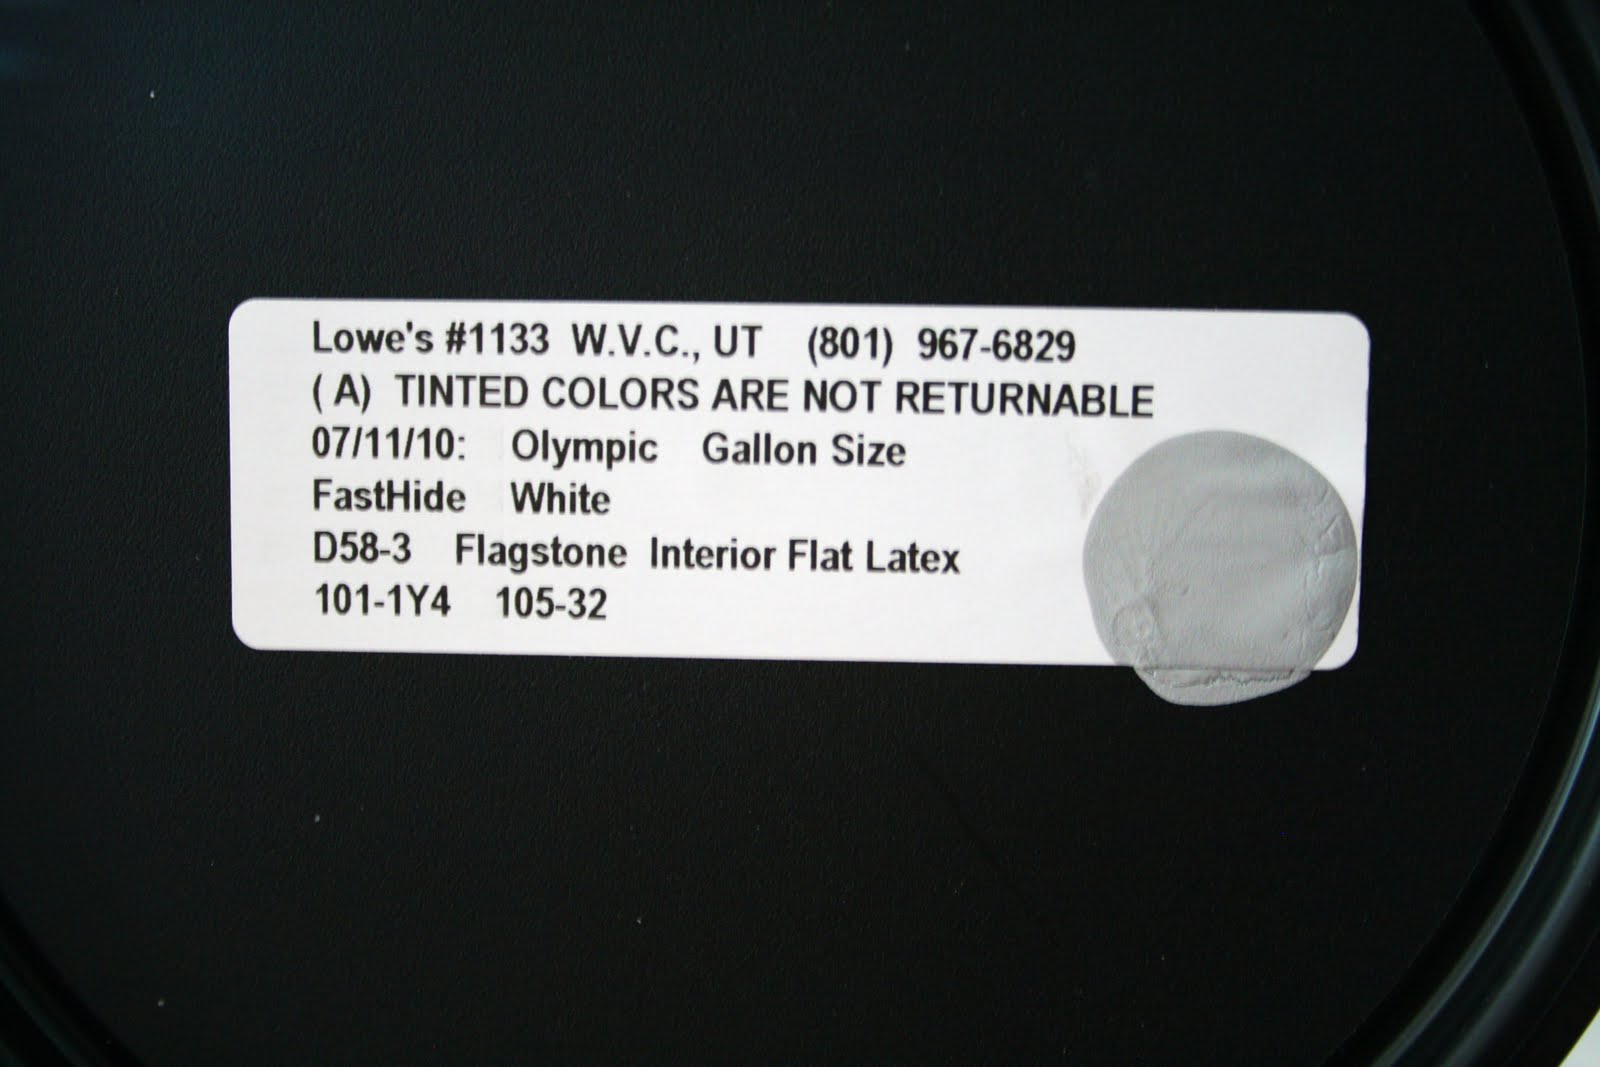 Lowe's #1133 W.V.C., UT (801) 967-6829
( A) TINTED COLORS ARE NOT RETURNABLE
07/11/10: Olympic Gallon Size
FastHide White
D58-3 Flagstone Interior Flat Latex
101-1Y4 105-32